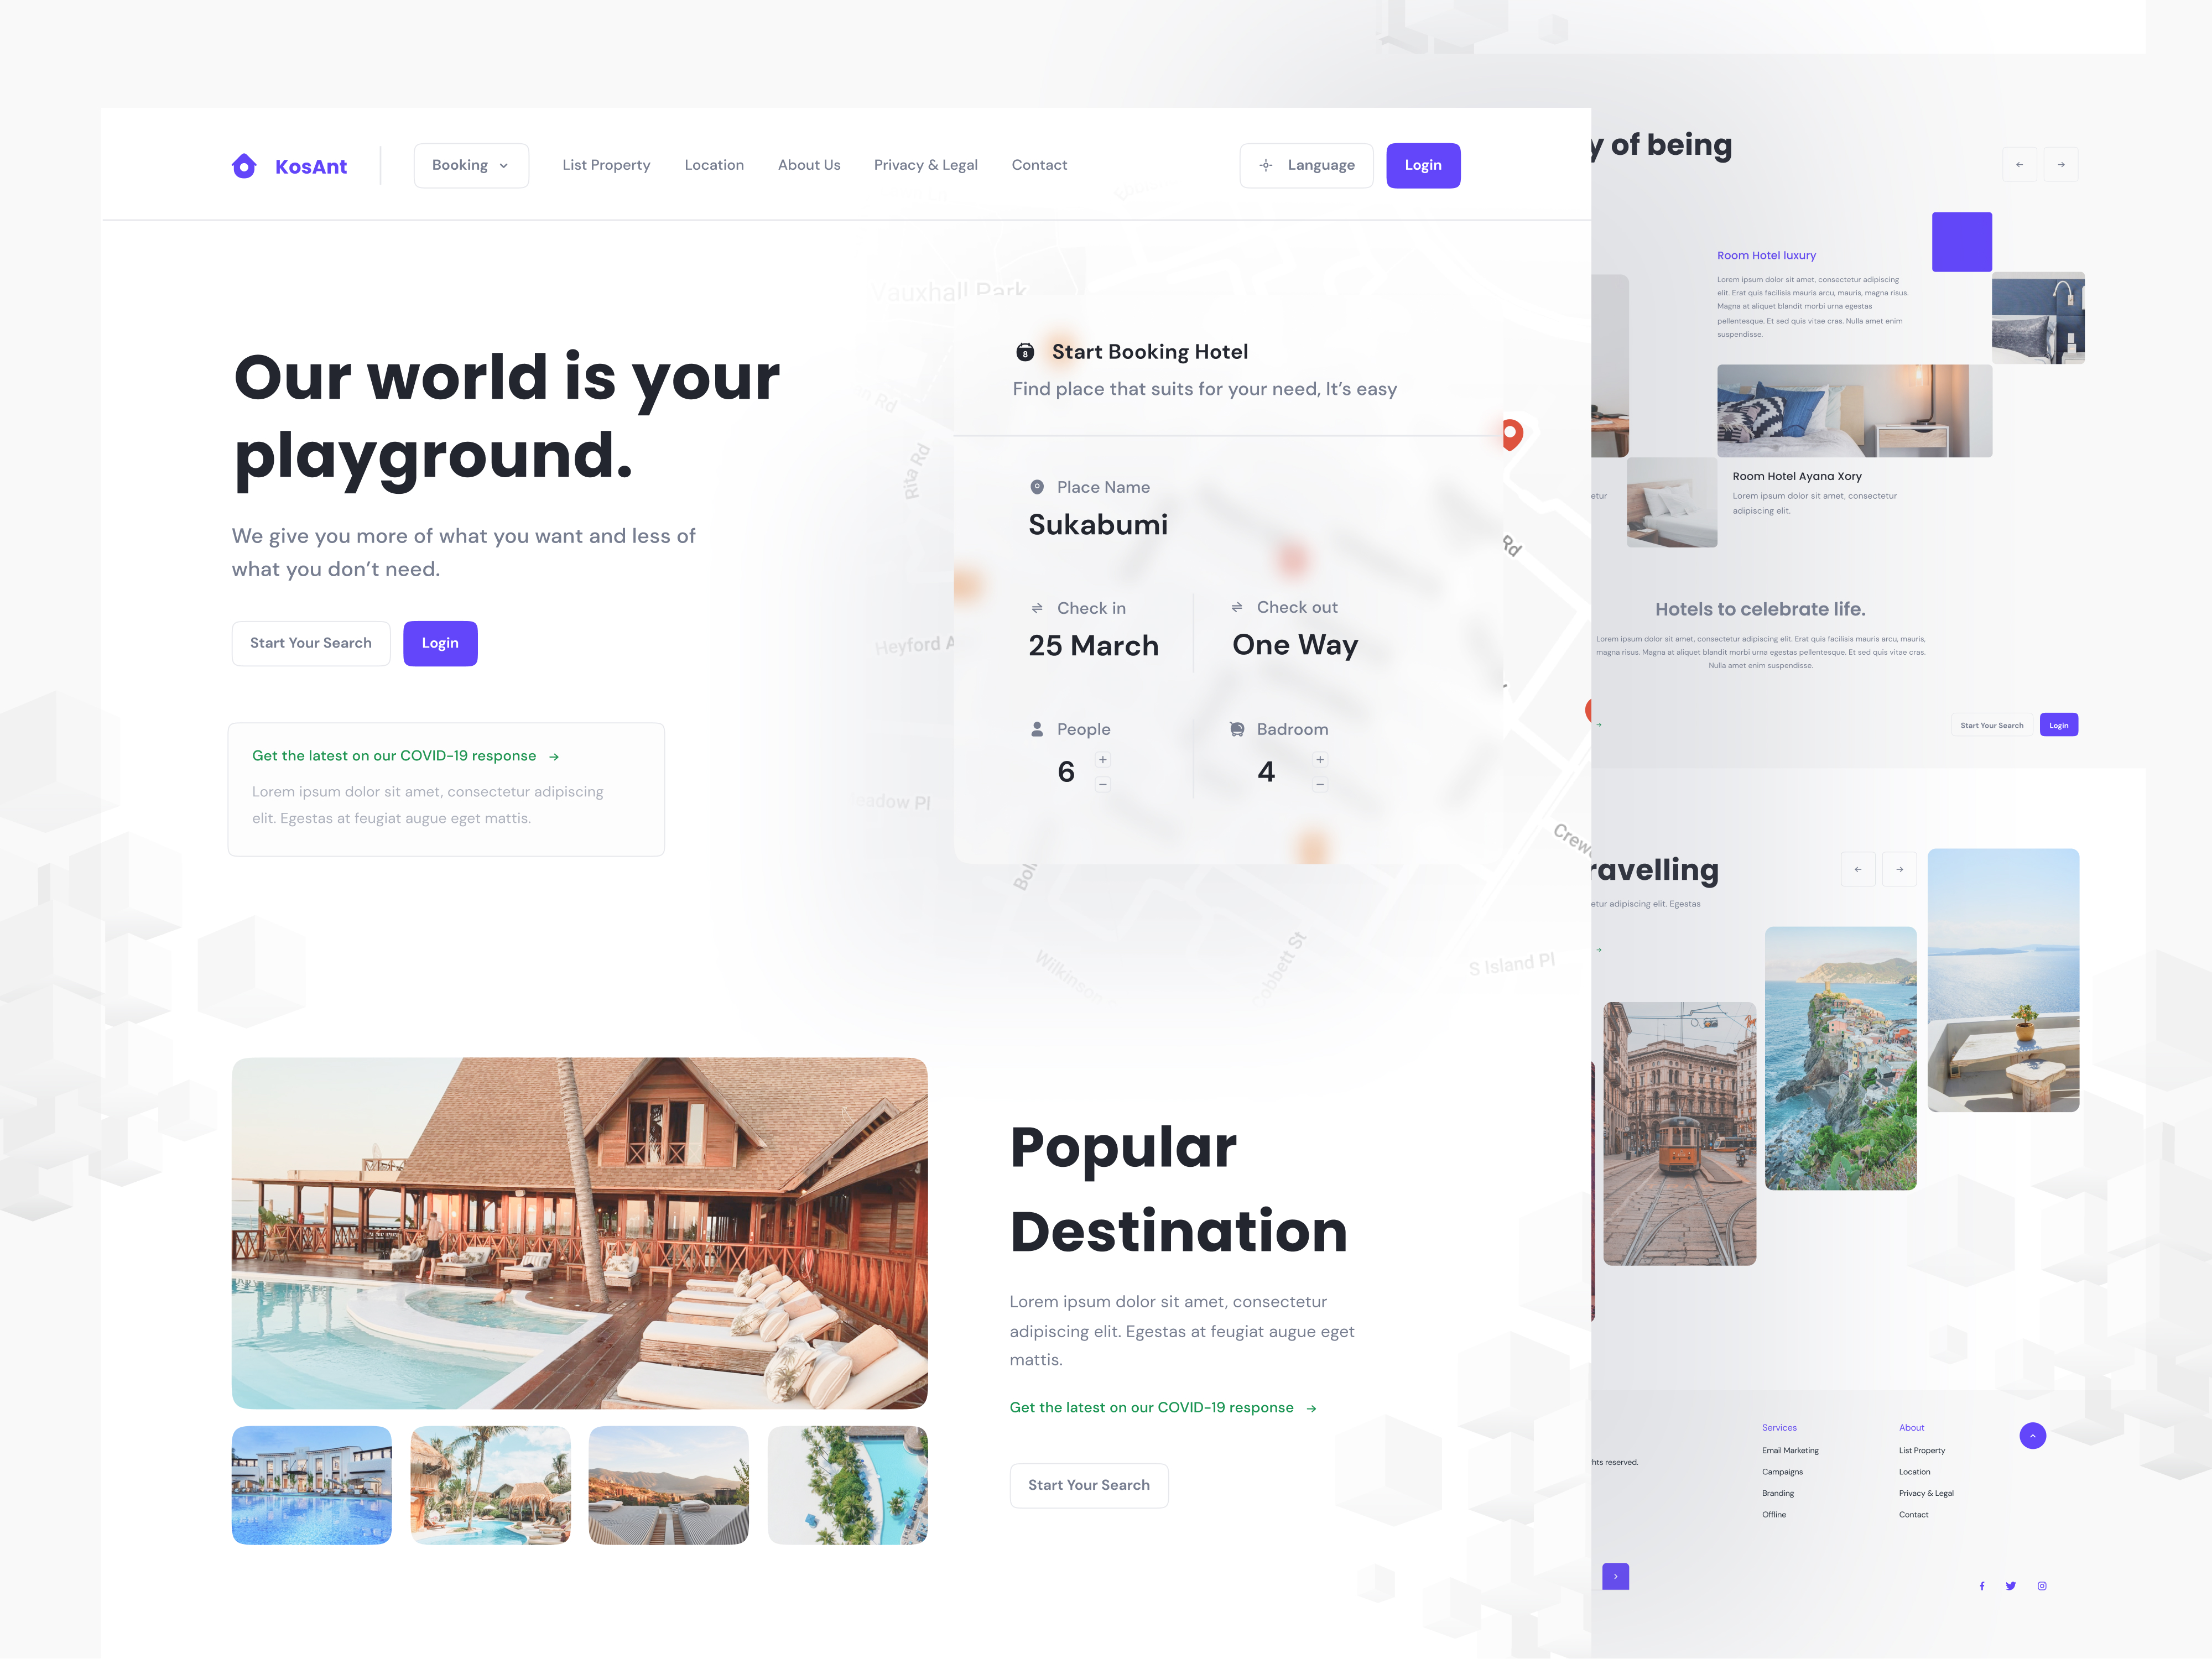 KosAnt
Booking
List Property
Location
About Us
Privacy & Legal
Contact
Language
Login
Our world is your
playground.
We give you more of what you want and less of
what you don’t need.
Start Your Search
Login
Get the latest on our COVID-19 response
Lorem ipsum dolor sit amet, consectetur adipiscing
elit. Egestas at feugiat augue eget mattis.
Vauxhall Park
Rd
Rita Rd
Heyford A
eadow Pl
Wilkinson
S Island Pl
Rd
8
Start Booking Hotel
Find place that suits for your need, It’s easy
Place Name
Sukabumi
Check in
25 March
Check out
One Way
People
6
+
−
Badroom
4
+
−
Popular
Destination
Lorem ipsum dolor sit amet, consectetur
adipiscing elit. Egestas at feugiat augue eget
mattis.
Get the latest on our COVID-19 response
Start Your Search
y of being
Room Hotel luxury
Lorem ipsum dolor sit amet, consectetur adipiscing
elit. Erat quis facilisis mauris arcu, mauris, magna risus.
Magna at aliquet blandit morbi urna egestas
pellentesque. Et sed quis vitae cras. Nulla amet enim
suspendisse.
etur
Room Hotel Ayana Xory
Lorem ipsum dolor sit amet, consectetur
adipiscing elit.
Hotels to celebrate life.
Lorem ipsum dolor sit amet, consectetur adipiscing elit. Erat quis facilisis mauris arcu, mauris,
magna risus. Magna at aliquet blandit morbi urna egestas pellentesque. Et sed quis vitae cras.
Nulla amet enim suspendisse.
Start Your Search
Login
ravelling
etur adipiscing elit. Egestas
hts reserved.
Services
Email Marketing
Campaigns
Branding
Offline
About
List Property
Location
Privacy & Legal
Contact